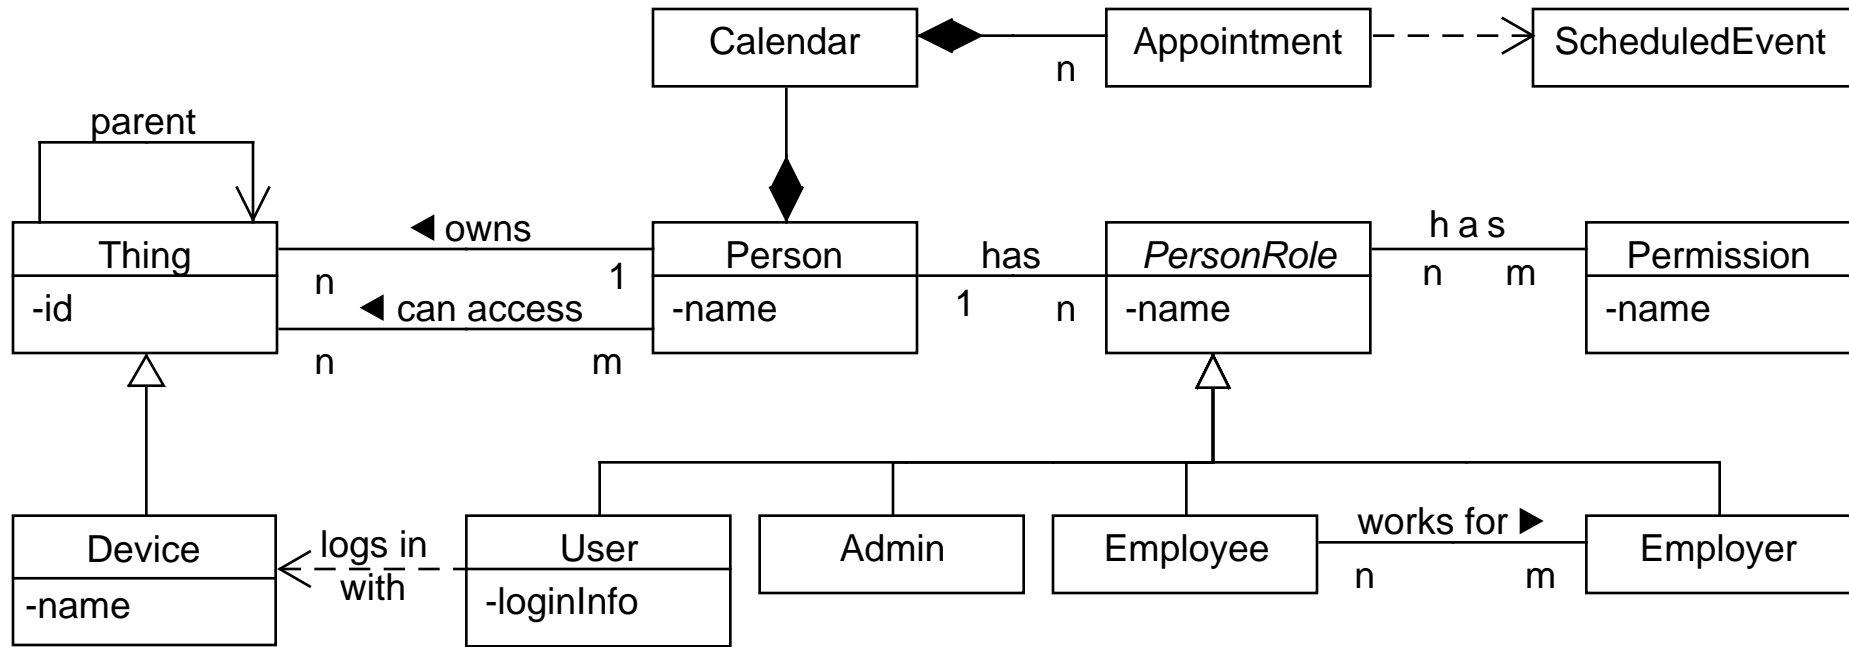 Calendar
Appointment
ScheduledEvent
n
parent
Thing
-id
◄ owns
n
1
◄ can access
n
m
Person
-name
has
1
n
PersonRole
-name
has
n
m
Permission
-name
Device
-name
logs in
with
User
-loginInfo
Admin
Employee
works for ►
n
m
Employer